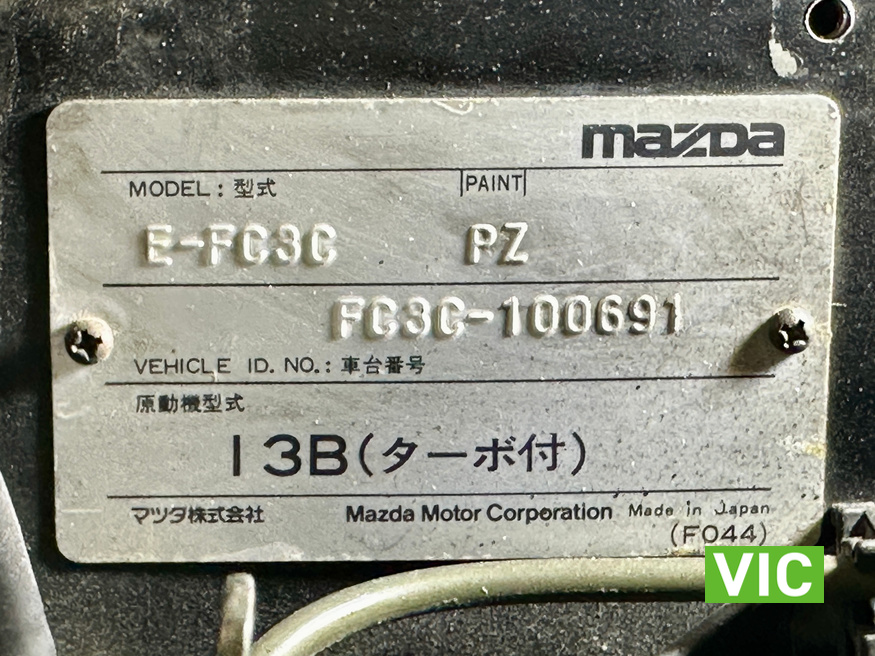 mazda
MODEL : 型式 PAINT
E-FC3C PZ
FC3C-100691
VEHICLE ID. NO. : 車台番号
原動機型式
13B(ターボ付)
マツダ株式会社 Mazda Motor Corporation Made in Japan
(F044)
VIC